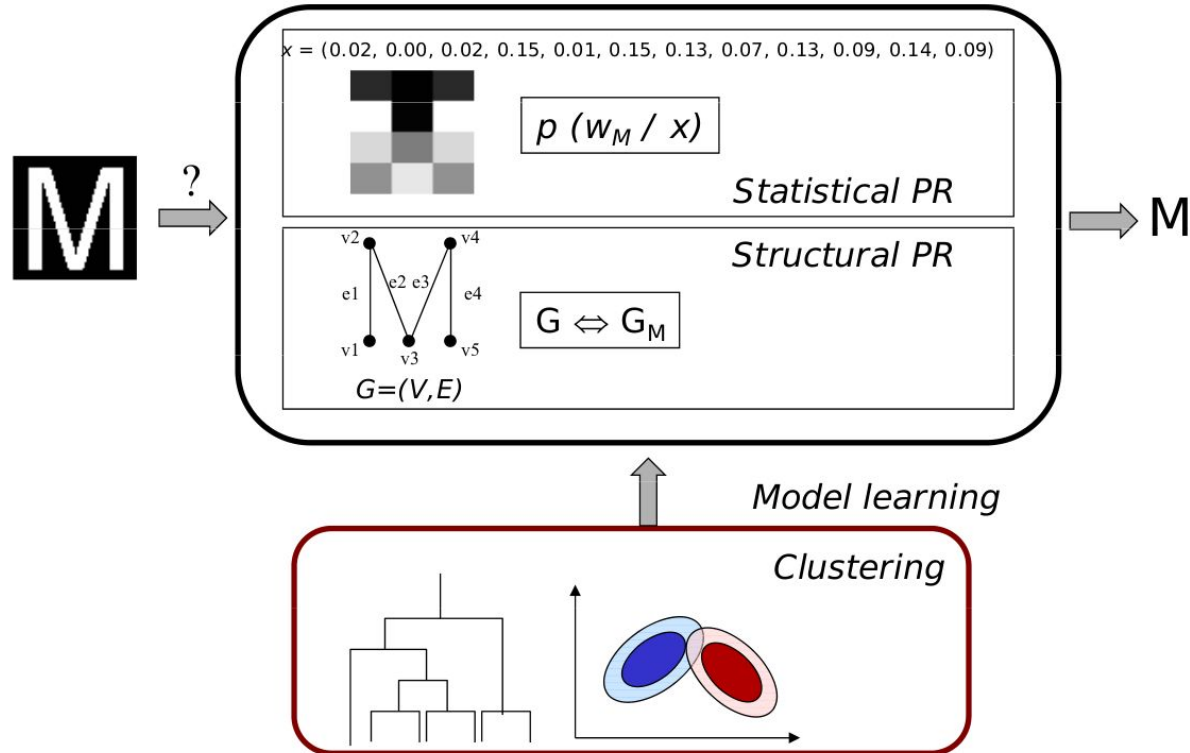 x = (0.02, 0.00, 0.02, 0.15, 0.01, 0.15, 0.13, 0.07, 0.13, 0.09, 0.14, 0.09)
p (w_M / x)
Statistical PR
M
?
M
Structural PR
v2
v4
e1
e2
e3
e4
v1
v3
v5
G ⇔ G_M
G=(V,E)
Model learning
Clustering